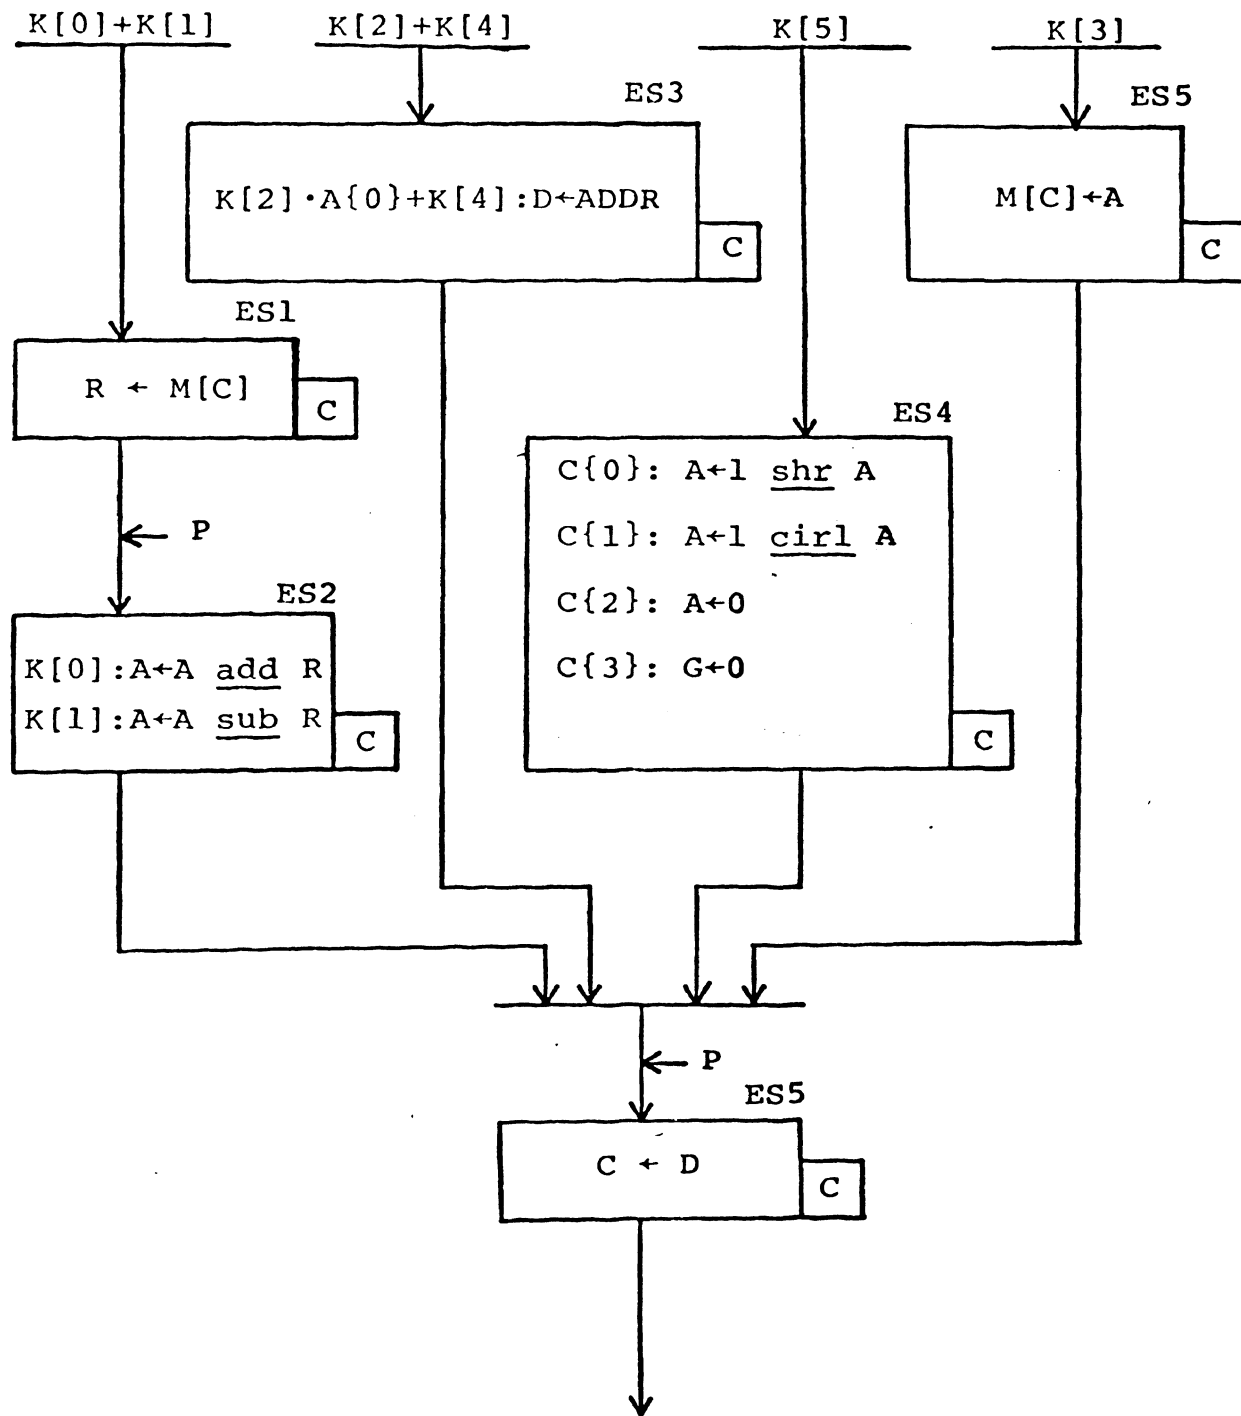 K[0]+K[1]
K[2]+K[4]
K[5]
K[3]
ES3
K[2]·A{0}+K[4]:D←ADDR
C
ES5
M[C]←A
C
ES1
R ← M[C]
C
P
ES2
K[0]:A←A add R
K[1]:A←A sub R
C
ES4
C{0}: A←1 shr A
C{1}: A←1 cirl A
C{2}: A←0
C{3}: G←0
C
P
ES5
C ← D
C